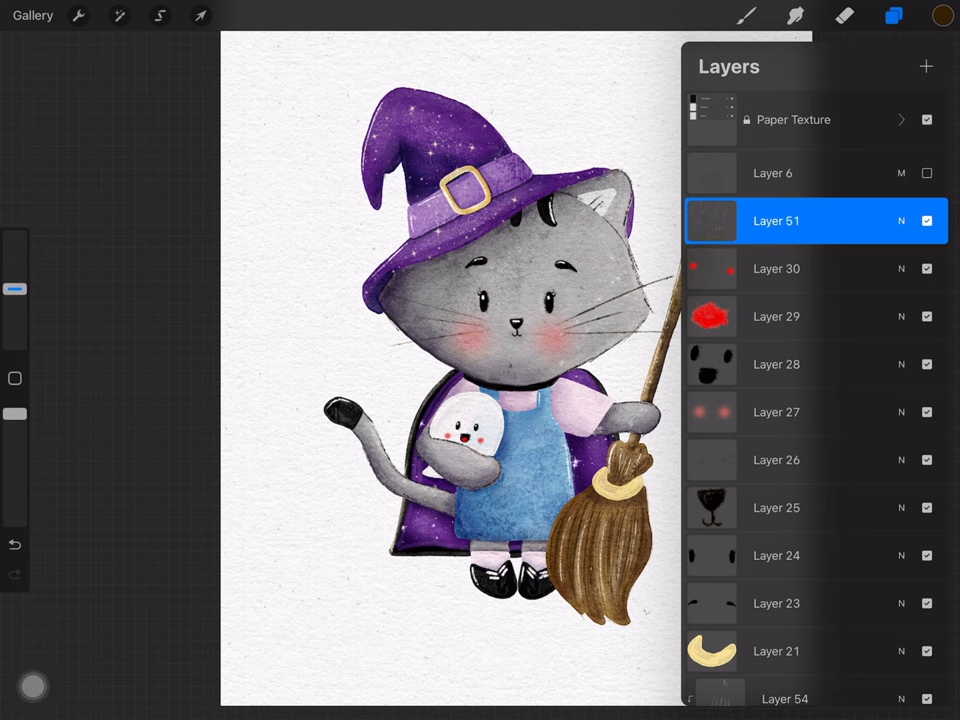 Gallery
Layers
Paper Texture
Layer 6 M
Layer 51 N
Layer 30 N
Layer 29 N
Layer 28 N
Layer 27 N
Layer 26 N
Layer 25 N
Layer 24 N
Layer 23 N
Layer 21 N
Layer 54 N